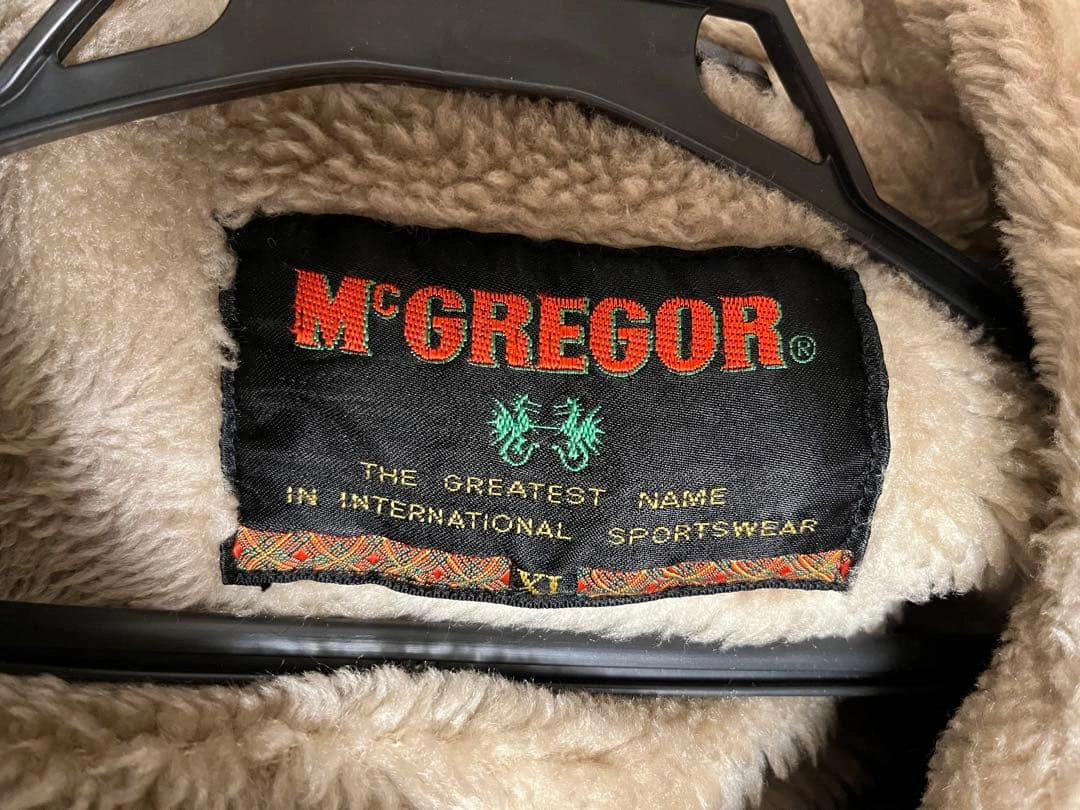 McGREGOR®
THE GREATEST NAME
IN INTERNATIONAL SPORTSWEAR
XL